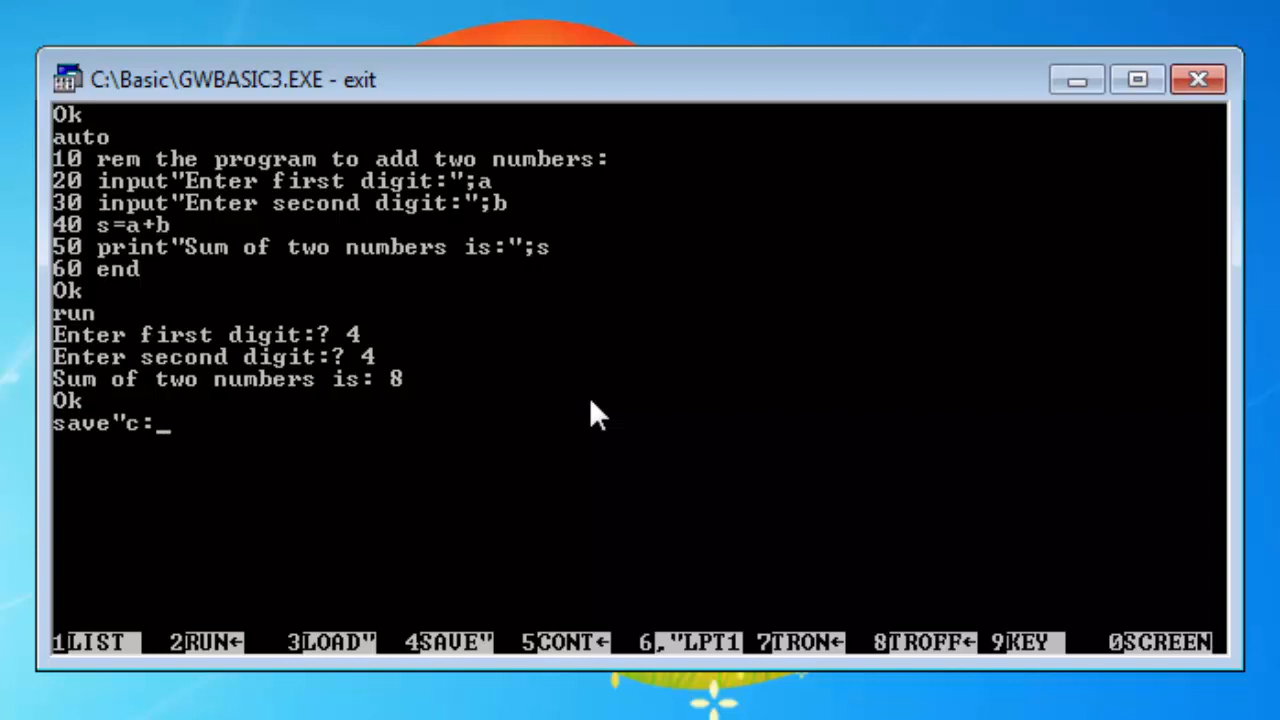 C:\Basic\GWBASIC3.EXE - exit
Ok
auto
10 rem the program to add two numbers:
20 input"Enter first digit:";a
30 input"Enter second digit:";b
40 s=a+b
50 print"Sum of two numbers is:";s
60 end
Ok
run
Enter first digit:? 4
Enter second digit:? 4
Sum of two numbers is: 8
Ok
save"c:_
1LIST 2RUN← 3LOAD" 4SAVE" 5CONT← 6,"LPT1 7TRON← 8TROFF← 9KEY 0SCREEN